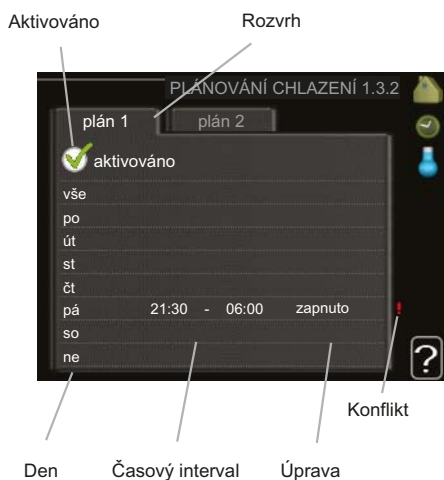 Aktivováno Rozvrh
PLÁNOVÁNÍ CHLAZENÍ 1.3.2
plán 1 plán 2
aktivováno
vše
po
út
st
čt
pá 21:30 - 06:00 zapnuto !
so
ne
?
Konflikt
Den Časový interval Úprava